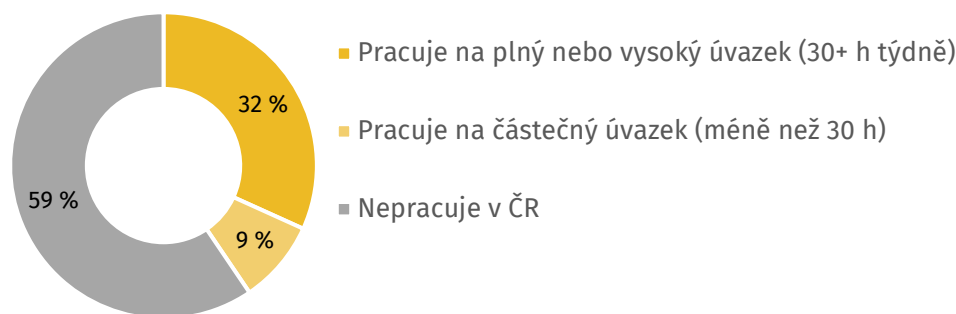 32 %
9 %
59 %
Pracuje na plný nebo vysoký úvazek (30+ h týdně)
Pracuje na částečný úvazek (méně než 30 h)
Nepracuje v ČR